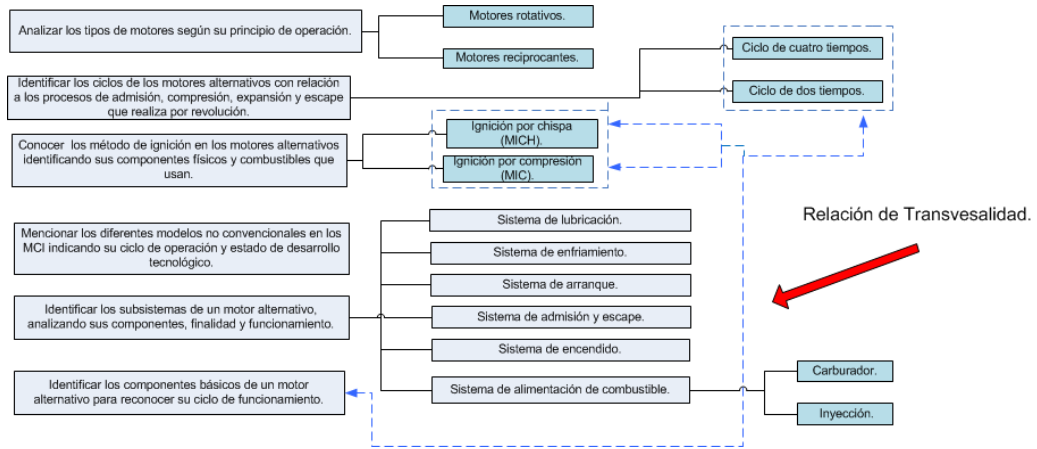 Analizar los tipos de motores según su principio de operación.
Motores rotativos.
Motores reciprocantes.
Identificar los ciclos de los motores alternativos con relación
a los procesos de admisión, compresión, expansión y escape
que realiza por revolución.
Ciclo de cuatro tiempos.
Ciclo de dos tiempos.
Conocer los método de ignición en los motores alternativos
identificando sus componentes físicos y combustibles que
usan.
Ignición por chispa
(MICH).
Ignición por compresión
(MIC).
Relación de Transvesalidad.
Mencionar los diferentes modelos no convencionales en los
MCI indicando su ciclo de operación y estado de desarrollo
tecnológico.
Identificar los subsistemas de un motor alternativo,
analizando sus componentes, finalidad y funcionamiento.
Sistema de lubricación.
Sistema de enfriamiento.
Sistema de arranque.
Sistema de admisión y escape.
Sistema de encendido.
Sistema de alimentación de combustible.
Carburador.
Inyección.
Identificar los componentes básicos de un motor
alternativo para reconocer su ciclo de funcionamiento.